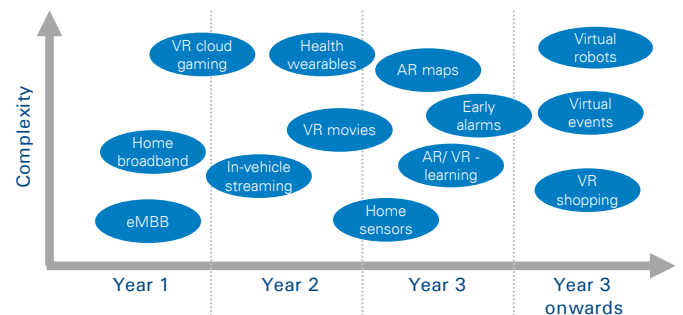 VR cloud
gaming
Health
wearables
AR maps
Virtual
robots
Early
alarms
Virtual
events
VR movies
Home
broadband
In-vehicle
streaming
AR/ VR -
learning
VR
shopping
eMBB
Home
sensors
Complexity
Year 1
Year 2
Year 3
Year 3
onwards